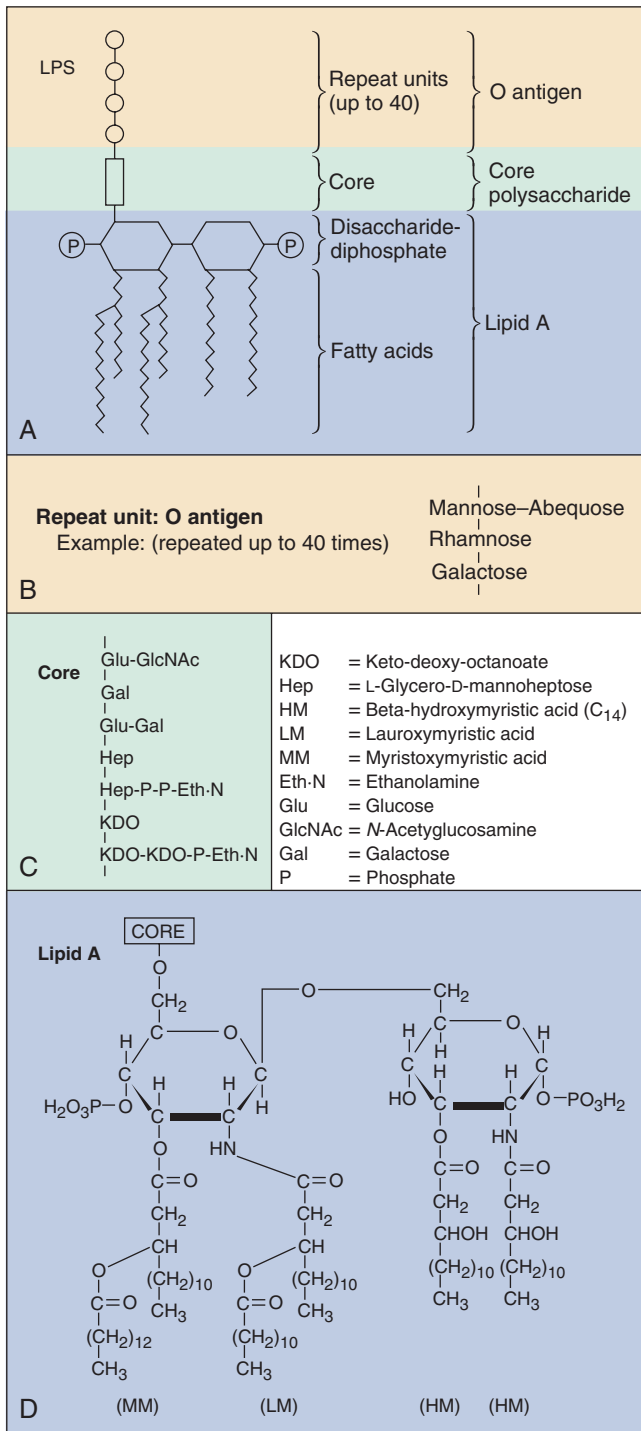 LPS
Repeat units
(up to 40)
O antigen
Core
Core
polysaccharide
P
P
Disaccharide-
diphosphate
Fatty acids
Lipid A
A
Repeat unit: O antigen
Example: (repeated up to 40 times)
Mannose–Abequose
Rhamnose
Galactose
B
Core
Glu-GlcNAc
Gal
Glu-Gal
Hep
Hep-P-P-Eth·N
KDO
KDO-KDO-P-Eth·N
C
KDO = Keto-deoxy-octanoate
Hep = L-Glycero-D-mannoheptose
HM = Beta-hydroxymyristic acid (C14)
LM = Lauroxymyristic acid
MM = Myristoxymyristic acid
Eth·N = Ethanolamine
Glu = Glucose
GlcNAc = N-Acetyglucosamine
Gal = Galactose
P = Phosphate
Lipid A
CORE
O
CH2 O CH2
C O C O
H H H H H
C C C H C
H H H H
H2O3P–O C C H HO C C O–PO3H2
O HN O HN
C=O C=O C=O C=O
CH2 CH2 CH2 CH2
CH CH CHOH CHOH
O (CH2)10 O (CH2)10 (CH2)10 (CH2)10
C=O CH3 C=O CH3 CH3 CH3
(CH2)12 (CH2)10
CH3 CH3
(MM) (LM) (HM) (HM)
D